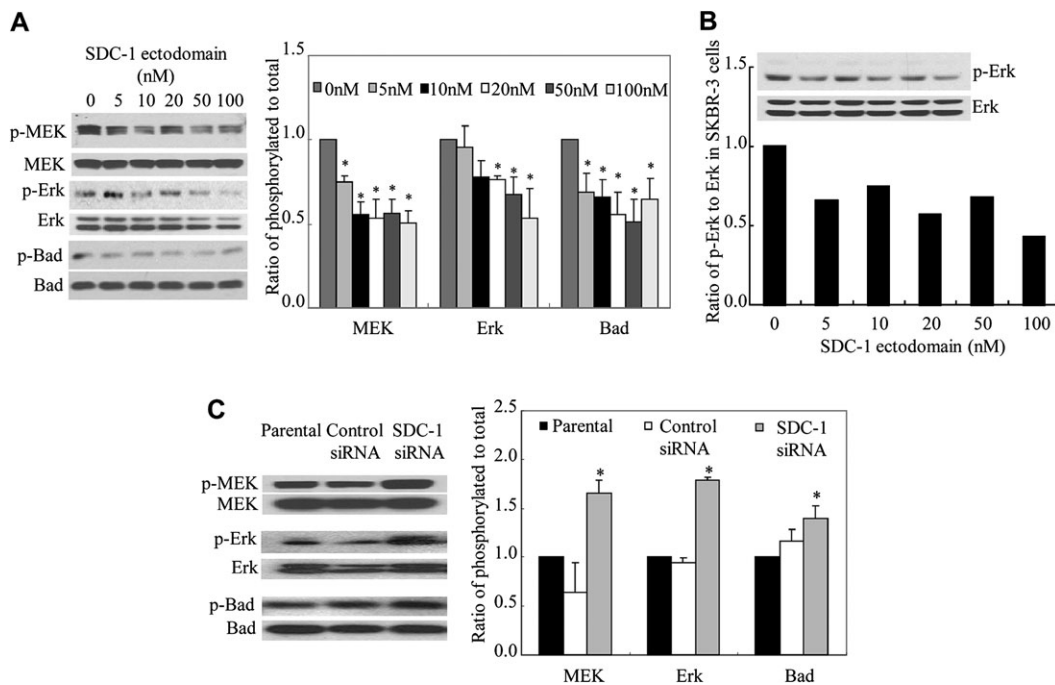 A
SDC-1 ectodomain
(nM)
0 5 10 20 50 100
p-MEK
MEK
p-Erk
Erk
p-Bad
Bad
Ratio of phosphorylated to total
1.5
1.0
0.5
0.0
0nM 5nM 10nM 20nM 50nM 100nM
* * * * *
* * *
* * * * *
MEK Erk Bad
B
Ratio of p-Erk to Erk in SKBR-3 cells
1.5
1.0
0.5
0.0
p-Erk
Erk
0 5 10 20 50 100
SDC-1 ectodomain (nM)
C
Parental Control SDC-1
siRNA siRNA
p-MEK
MEK
p-Erk
Erk
p-Bad
Bad
Ratio of phosphorylated to total
2.5
2.0
1.5
1.0
0.5
0.0
Parental Control SDC-1
siRNA siRNA
* * *
MEK Erk Bad